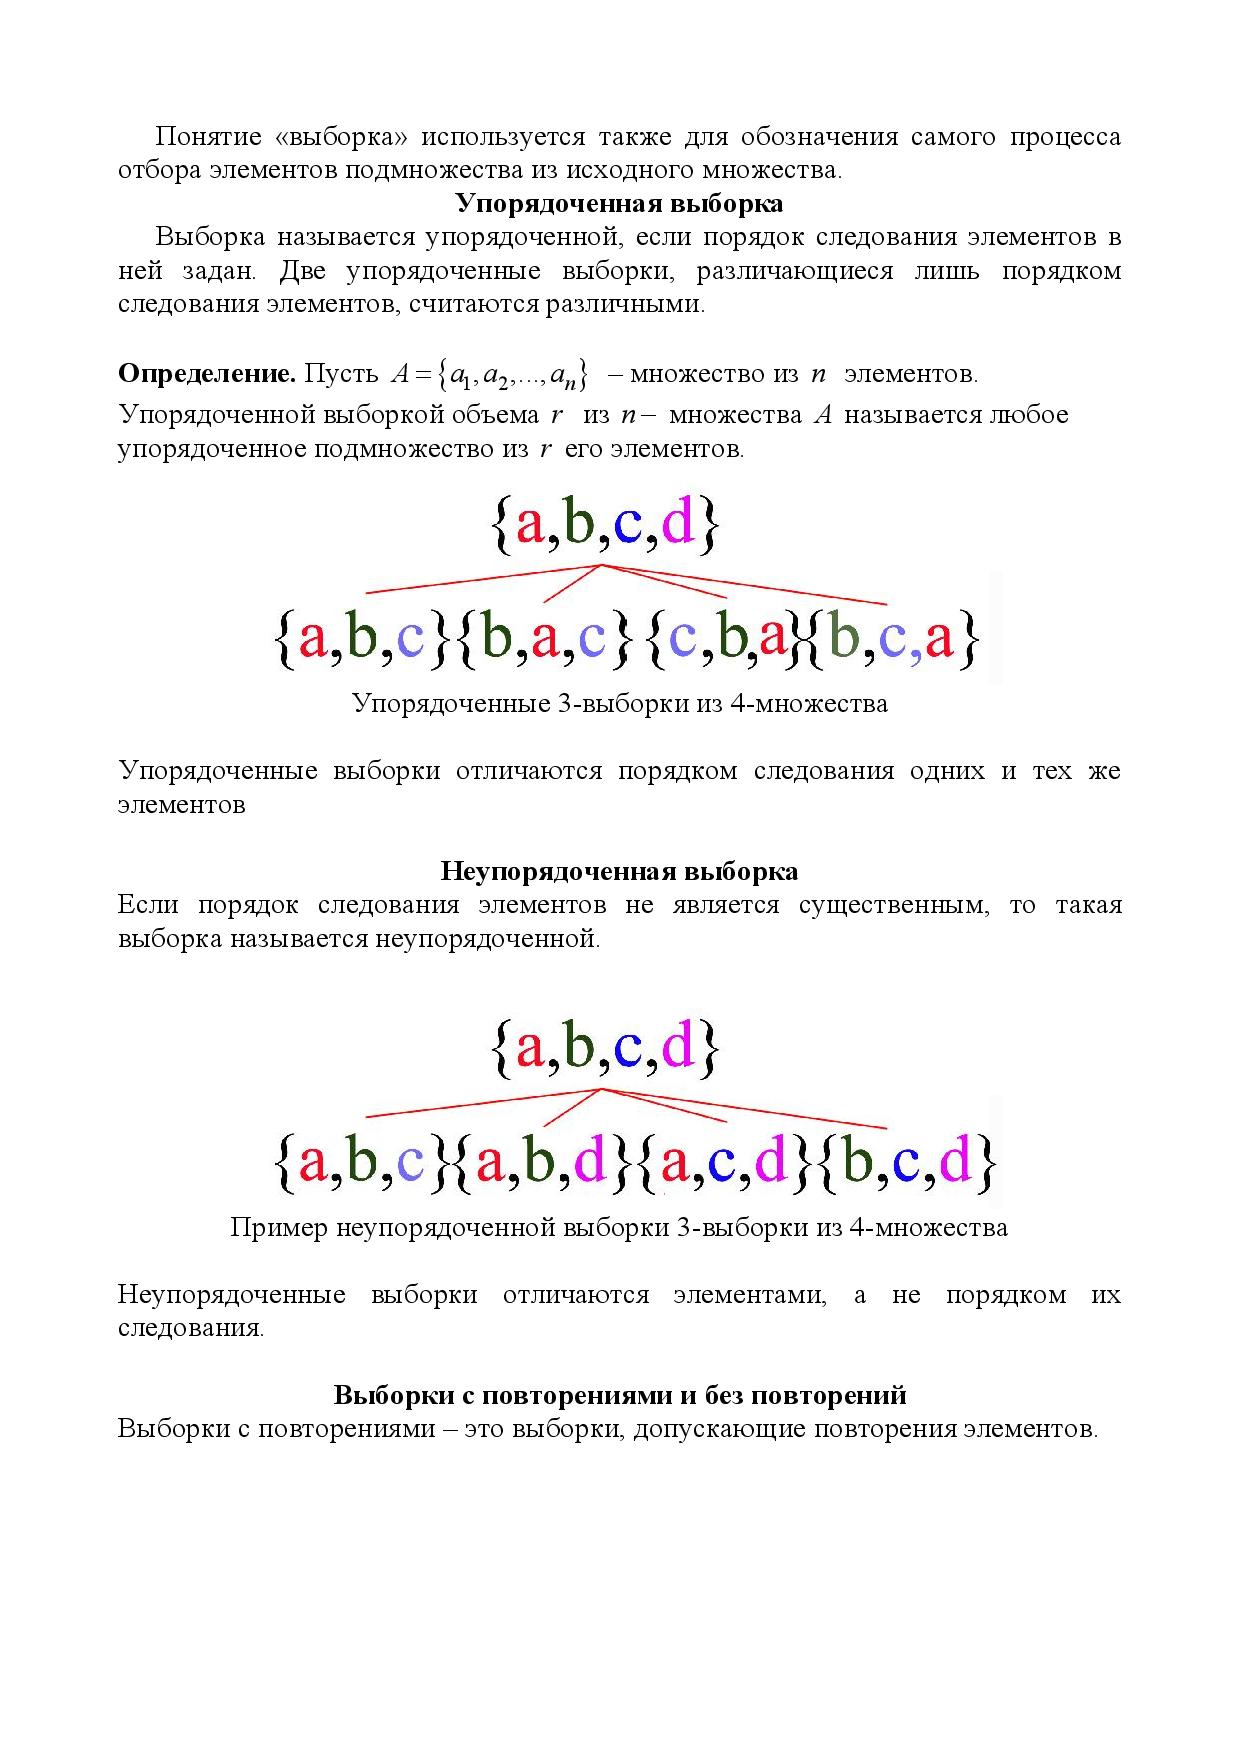 Понятие «выборка» используется также для обозначения самого процесса
отбора элементов подмножества из исходного множества.
Упорядоченная выборка
Выборка называется упорядоченной, если порядок следования элементов в
ней задан. Две упорядоченные выборки, различающиеся лишь порядком
следования элементов, считаются различными.
Определение. Пусть A = {a₁, a₂,..., aₙ} – множество из n элементов.
Упорядоченной выборкой объема r из n – множества A называется любое
упорядоченное подмножество из r его элементов.
{a,b,c,d}
{a,b,c}{b,a,c}{c,b,a}{b,c,a}
Упорядоченные 3-выборки из 4-множества
Упорядоченные выборки отличаются порядком следования одних и тех же
элементов
Неупорядоченная выборка
Если порядок следования элементов не является существенным, то такая
выборка называется неупорядоченной.
{a,b,c,d}
{a,b,c}{a,b,d}{a,c,d}{b,c,d}
Пример неупорядоченной выборки 3-выборки из 4-множества
Неупорядоченные выборки отличаются элементами, а не порядком их
следования.
Выборки с повторениями и без повторений
Выборки с повторениями – это выборки, допускающие повторения элементов.